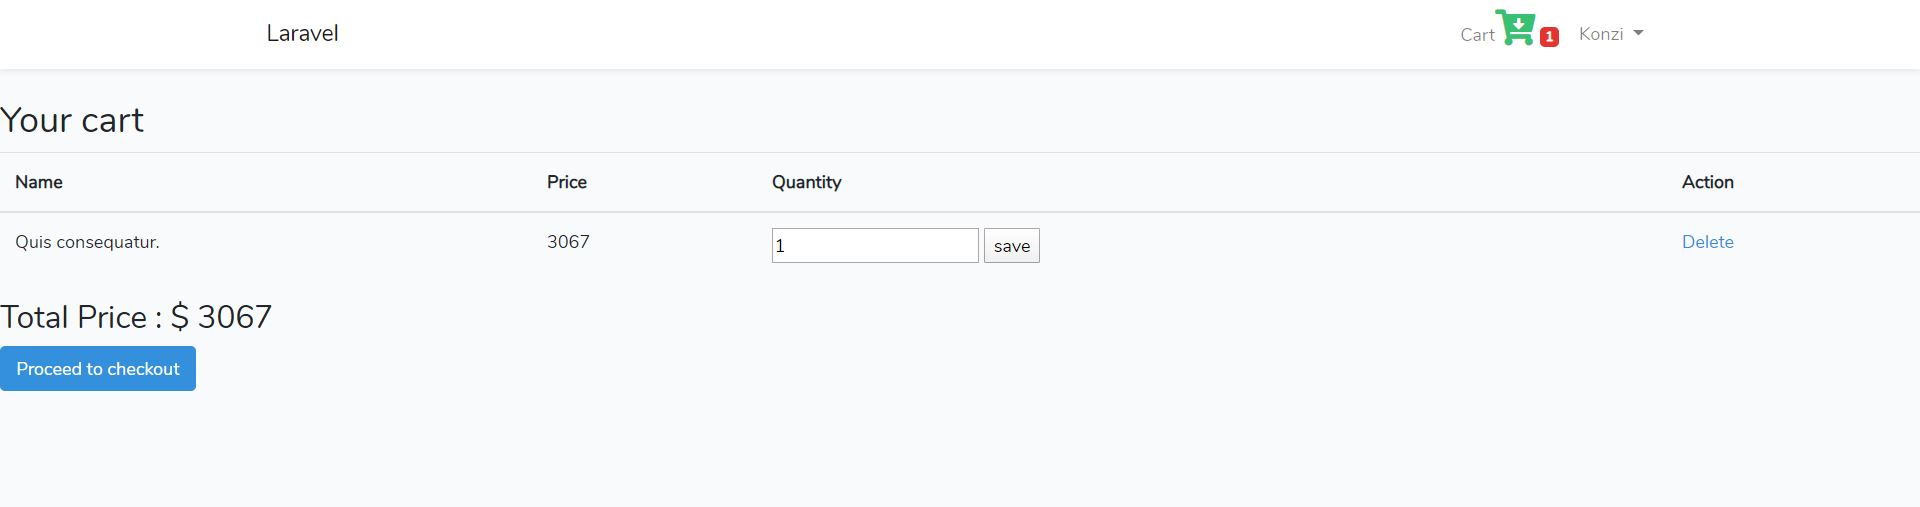 Laravel Cart 1 Konzi
Your cart
Name Price Quantity Action
Quis consequatur. 3067 1 save Delete
Total Price : $ 3067
Proceed to checkout